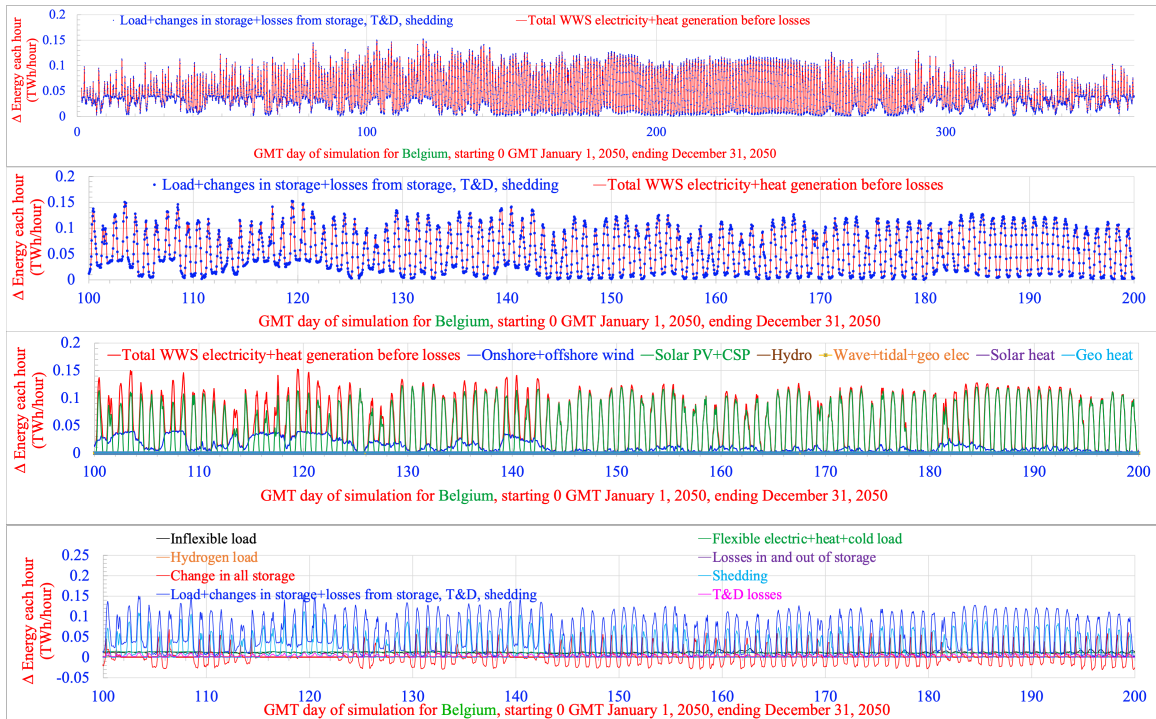 Δ Energy each hour
(TWh/hour)
0.2
0.15
0.1
0.05
0
Load+changes in storage+losses from storage, T&D, shedding
Total WWS electricity+heat generation before losses
0 100 200 300
GMT day of simulation for Belgium, starting 0 GMT January 1, 2050, ending December 31, 2050
Δ Energy each hour
(TWh/hour)
0.2
0.15
0.1
0.05
0
Load+changes in storage+losses from storage, T&D, shedding
Total WWS electricity+heat generation before losses
100 110 120 130 140 150 160 170 180 190 200
GMT day of simulation for Belgium, starting 0 GMT January 1, 2050, ending December 31, 2050
Δ Energy each hour
(TWh/hour)
0.2
0.15
0.1
0.05
0
Total WWS electricity+heat generation before losses
Onshore+offshore wind
Solar PV+CSP
Hydro
Wave+tidal+geo elec
Solar heat
Geo heat
100 110 120 130 140 150 160 170 180 190 200
GMT day of simulation for Belgium, starting 0 GMT January 1, 2050, ending December 31, 2050
Δ Energy each hour
(TWh/hour)
0.25
0.2
0.15
0.1
0.05
0
-0.05
Inflexible load
Flexible electric+heat+cold load
Hydrogen load
Losses in and out of storage
Change in all storage
Shedding
Load+changes in storage+losses from storage, T&D, shedding
T&D losses
100 110 120 130 140 150 160 170 180 190 200
GMT day of simulation for Belgium, starting 0 GMT January 1, 2050, ending December 31, 2050